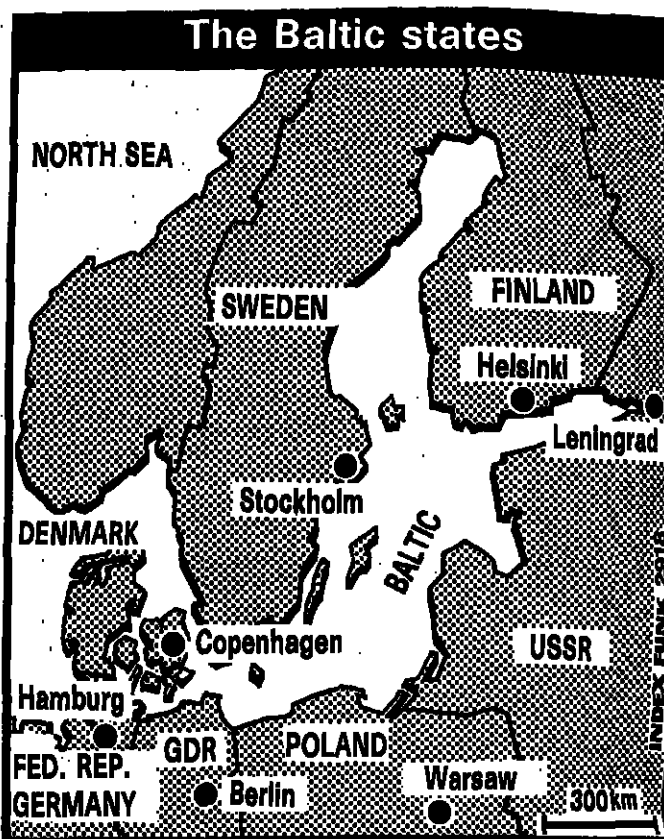 The Baltic states
NORTH SEA
SWEDEN
FINLAND
Helsinki
Leningrad
Stockholm
DENMARK
BALTIC
Copenhagen
USSR
Hamburg
GDR
POLAND
FED. REP.
GERMANY
Berlin
Warsaw
300km
INDEX